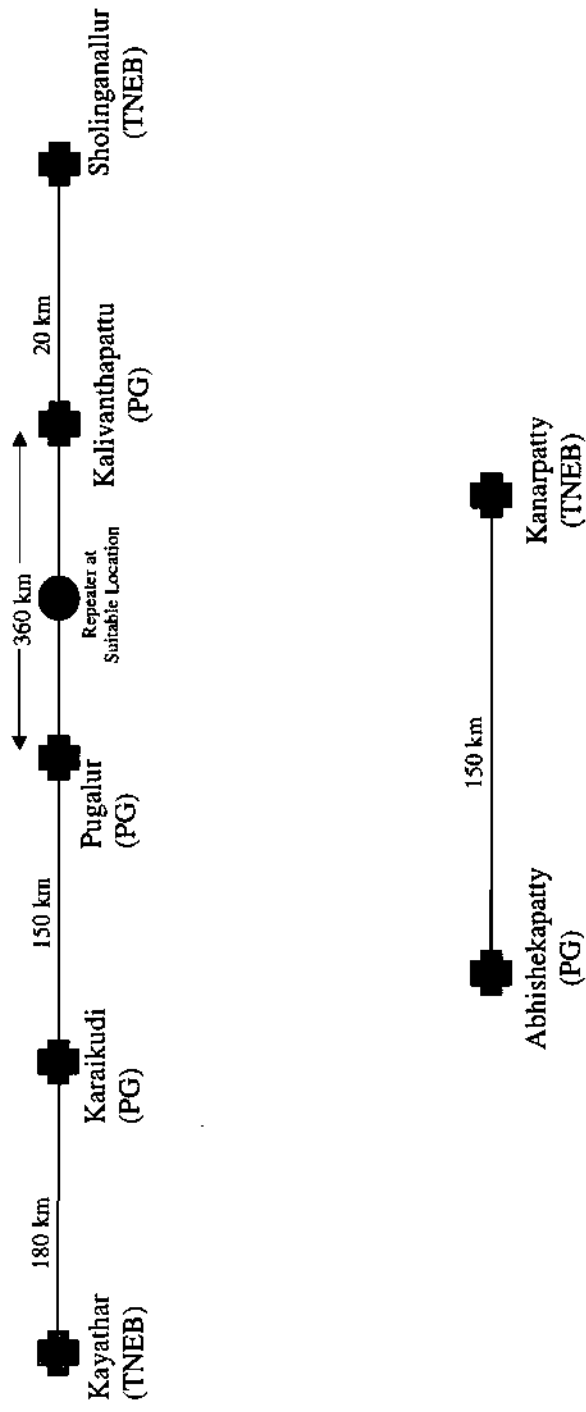 Kayathar
(TNEB)
180 km
Karaikudi
(PG)
150 km
Pugalur
(PG)
360 km
Repeater at
Suitable Location
Kalivanthapattu
(PG)
20 km
Sholinganallur
(TNEB)
Abhishekapatty
(PG)
150 km
Kanarpatty
(TNEB)